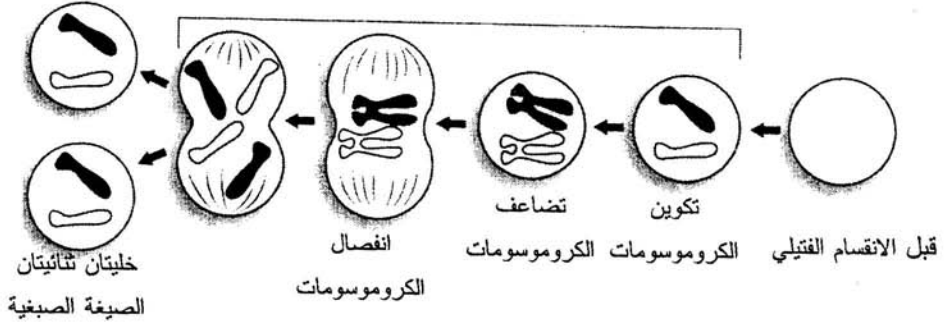 قبل الانقسام الفتيلي
تكوين
الكروموسومات
تضاعف
الكروموسومات
انفصال
الكروموسومات
خليتان ثنائيتان
الصيغة الصبغية